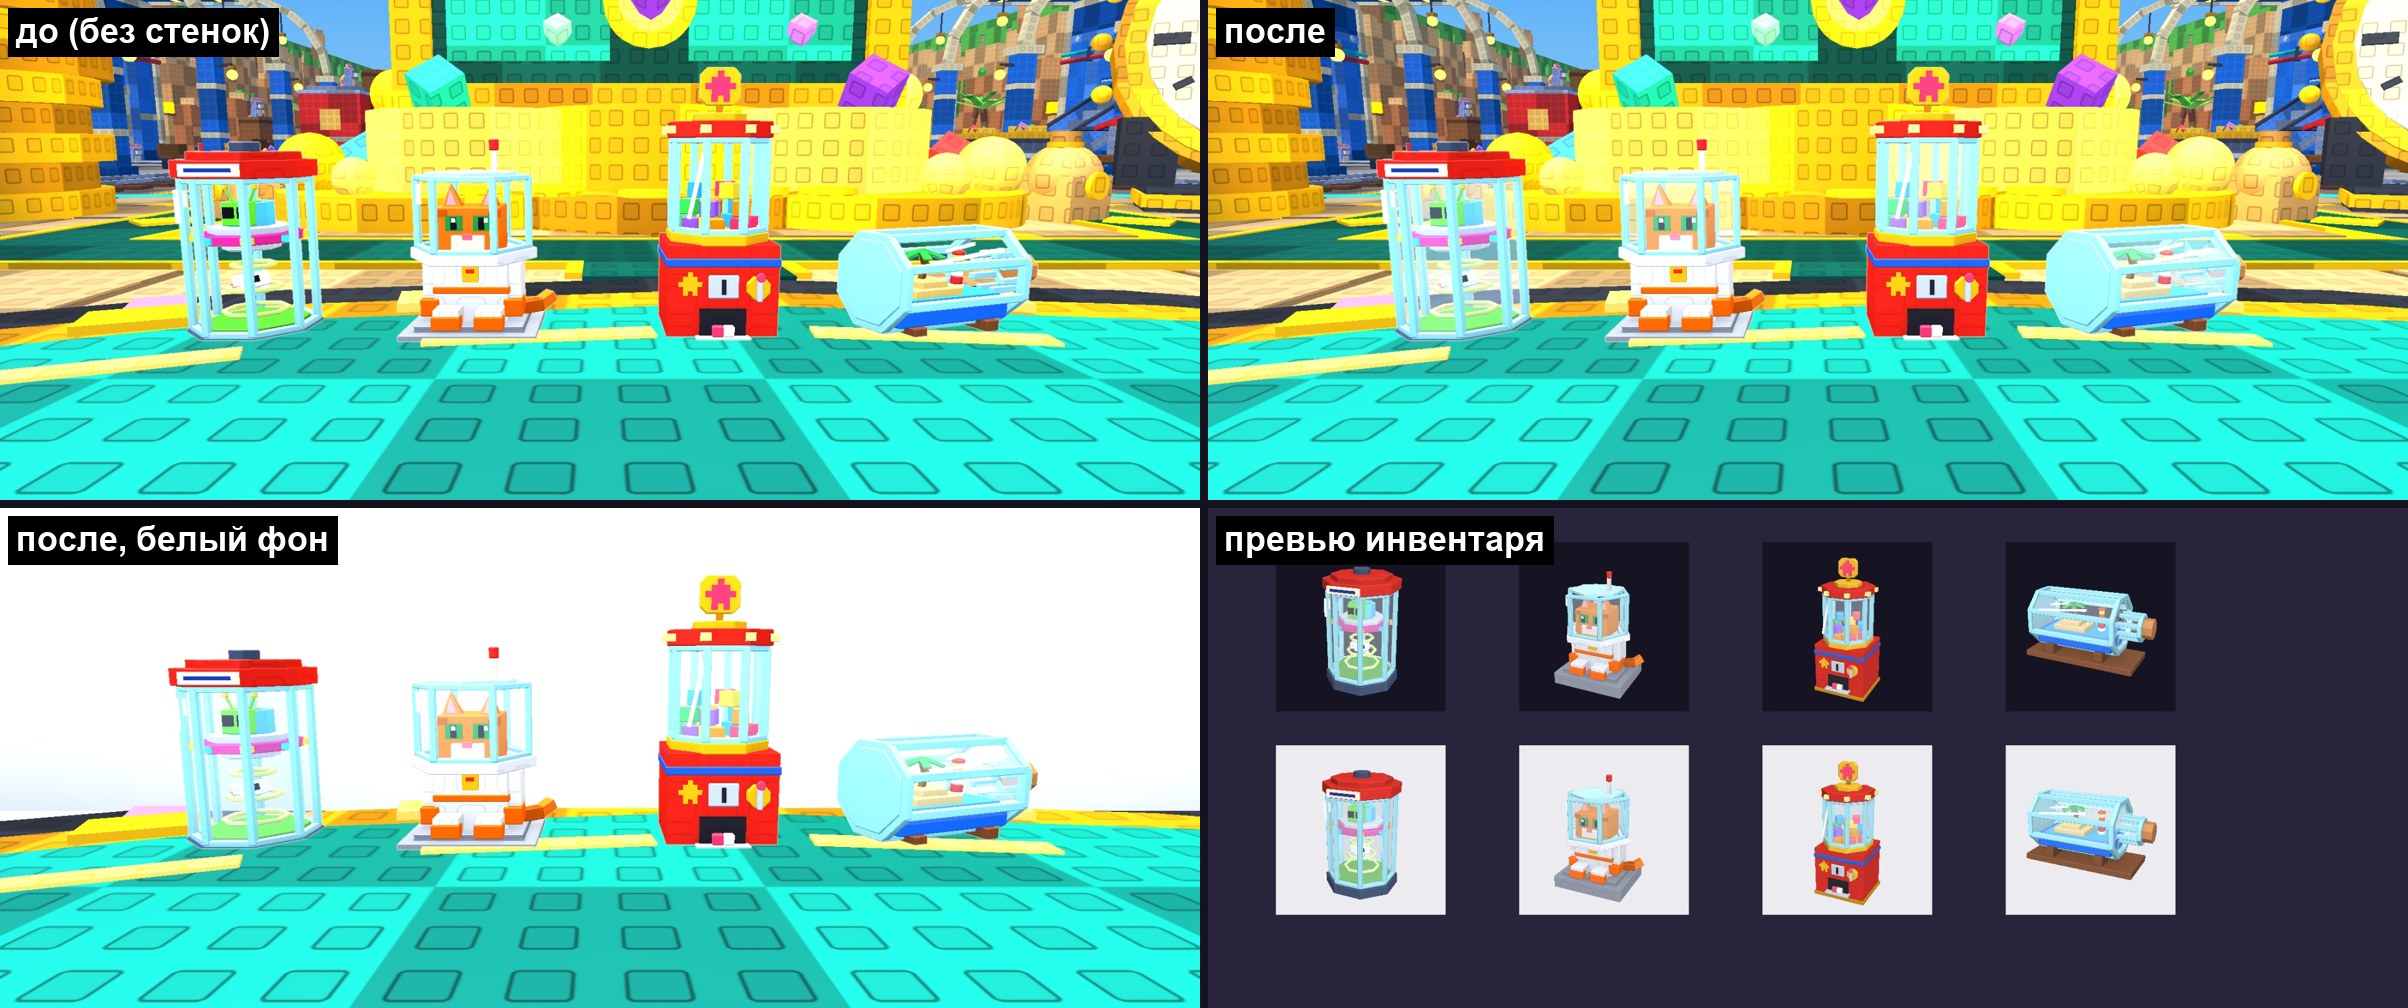 до (без стенок)
после
после, белый фон
превью инвентаря